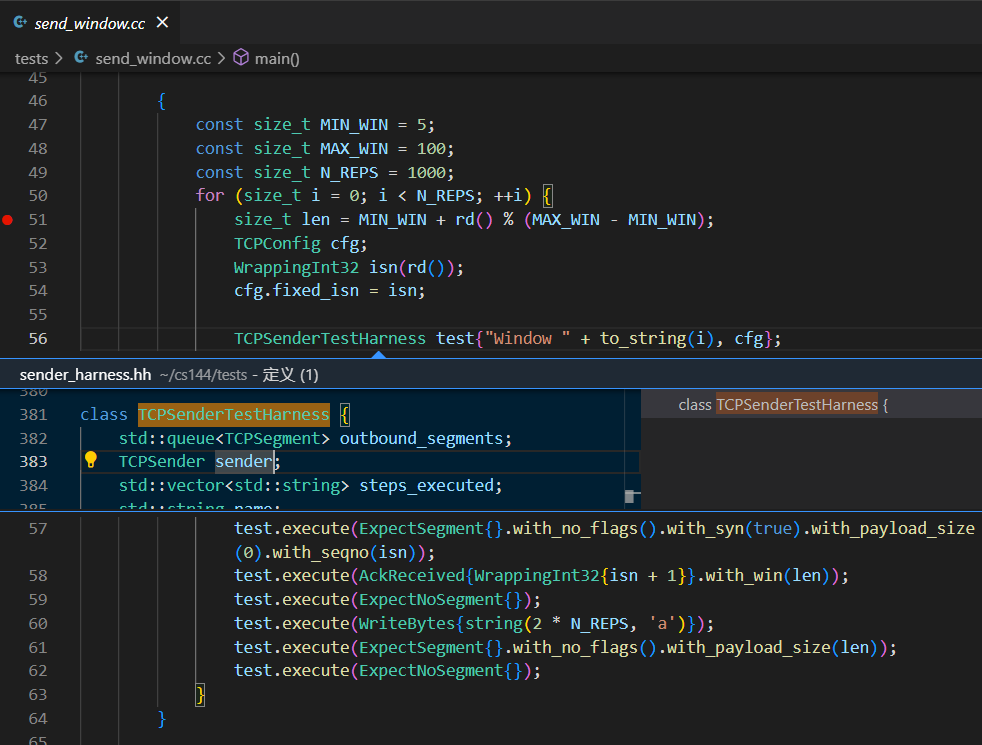 send_window.cc ×
tests > send_window.cc > main()
45
46 {
47 const size_t MIN_WIN = 5;
48 const size_t MAX_WIN = 100;
49 const size_t N_REPS = 1000;
50 for (size_t i = 0; i < N_REPS; ++i) {
51 size_t len = MIN_WIN + rd() % (MAX_WIN - MIN_WIN);
52 TCPConfig cfg;
53 WrappingInt32 isn(rd());
54 cfg.fixed_isn = isn;
55
56 TCPSenderTestHarness test{"Window " + to_string(i), cfg};
sender_harness.hh ~/cs144/tests - 定义 (1)
380
381 class TCPSenderTestHarness {
382 std::queue<TCPSegment> outbound_segments;
383 TCPSender sender;
384 std::vector<std::string> steps_executed;
385 std::string name;
class TCPSenderTestHarness {
57 test.execute(ExpectSegment{}.with_no_flags().with_syn(true).with_payload_size
(0).with_seqno(isn));
58 test.execute(AckReceived{WrappingInt32{isn + 1}}.with_win(len));
59 test.execute(ExpectNoSegment{});
60 test.execute(WriteBytes{string(2 * N_REPS, 'a')});
61 test.execute(ExpectSegment{}.with_no_flags().with_payload_size(len));
62 test.execute(ExpectNoSegment{});
63 }
64 }
65